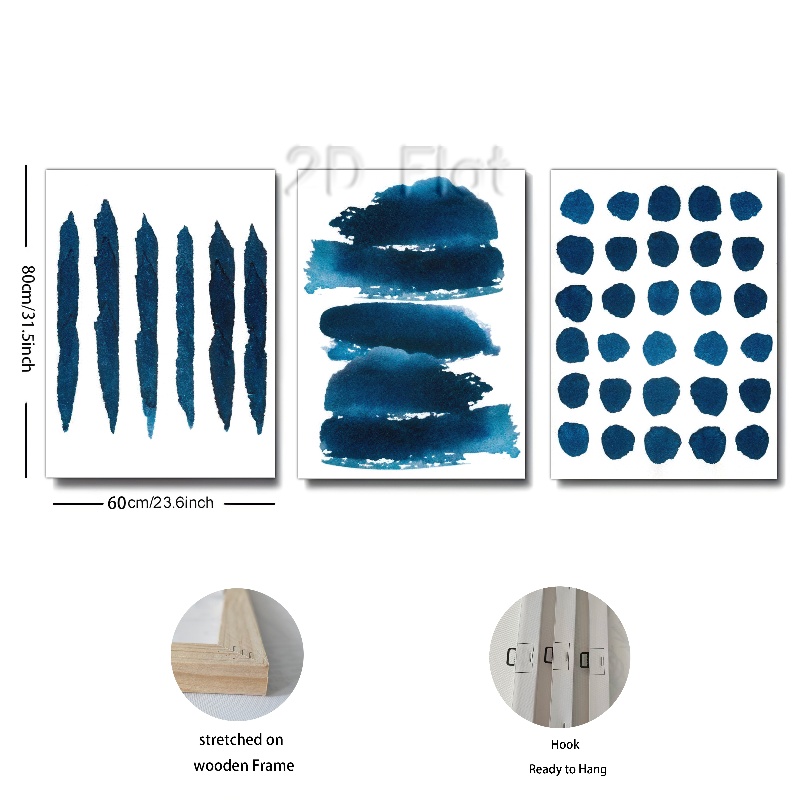 2D Flat
80cm/31.5inch
60cm/23.6inch
stretched on
wooden Frame
Hook
Ready to Hang